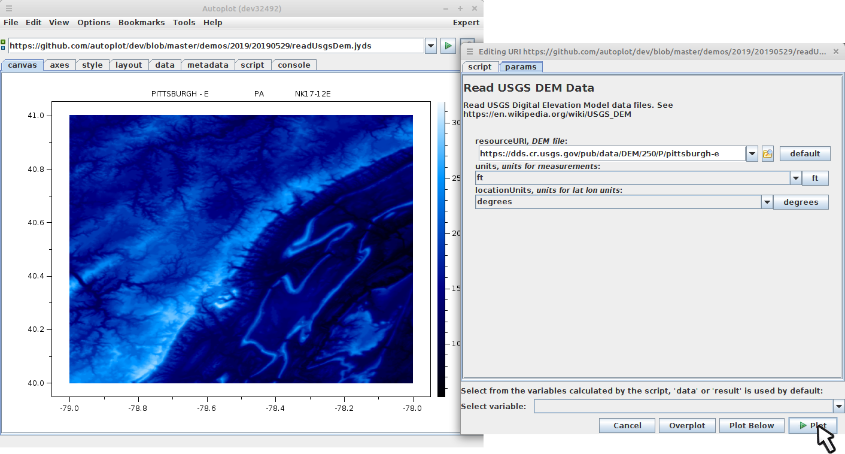 Autoplot (dev32492)
File Edit View Options Bookmarks Tools Help Expert
https://github.com/autoplot/dev/blob/master/demos/2019/20190529/readUsgsDem.jyds
canvas axes style layout data metadata script console
PITTSBURGH - E PA NK17-12E
41.0
40.8
40.6
40.4
40.2
40.0
-79.0 -78.8 -78.6 -78.4 -78.2 -78.0
30
25
20
15
10
Editing URI https://github.com/autoplot/dev/blob/master/demos/2019/20190529/readU...
script params
Read USGS DEM Data
Read USGS Digital Elevation Model data files. See
https://en.wikipedia.org/wiki/USGS_DEM
resourceURI, DEM file:
https://dds.cr.usgs.gov/pub/data/DEM/250/P/pittsburgh-e default
units, units for measurements:
ft ft
locationUnits, units for lat lon units:
degrees degrees
Select from the variables calculated by the script, 'data' or 'result' is used by default:
Select variable:
Cancel Overplot Plot Below Plot